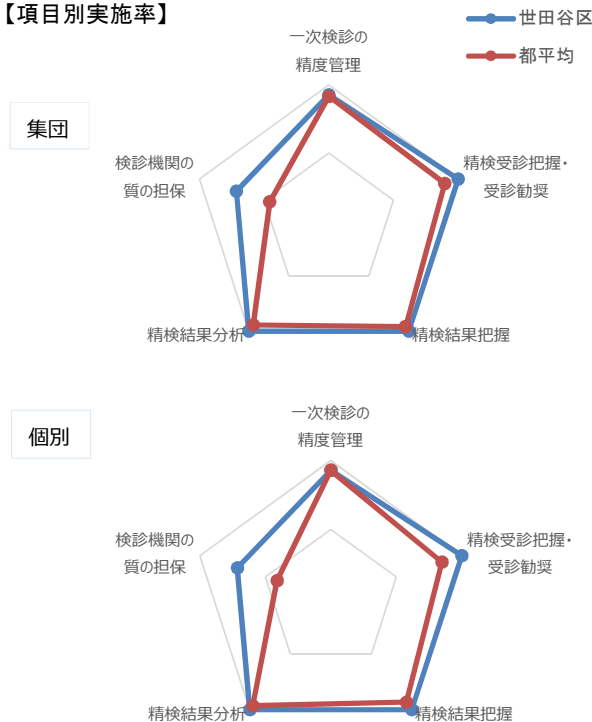 【項目別実施率】
世田谷区
都平均
集団
一次検診の
精度管理
精検受診把握・
受診勧奨
精検結果把握
精検結果分析
検診機関の
質の担保
個別
一次検診の
精度管理
精検受診把握・
受診勧奨
精検結果把握
精検結果分析
検診機関の
質の担保